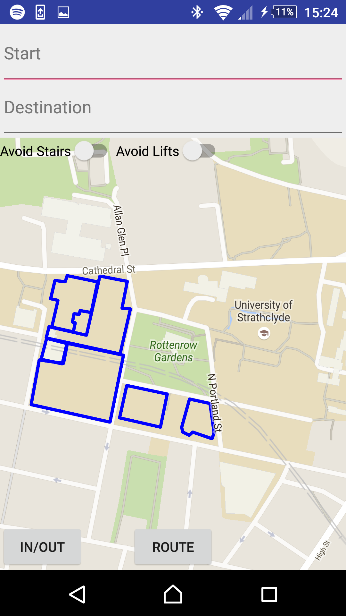 11% 15:24
Start
Destination
Avoid Stairs Avoid Lifts
Allan Glen Pl
Cathedral St
University of
Strathclyde
Rottenrow
Gardens
N Portland St
High St
IN/OUT ROUTE